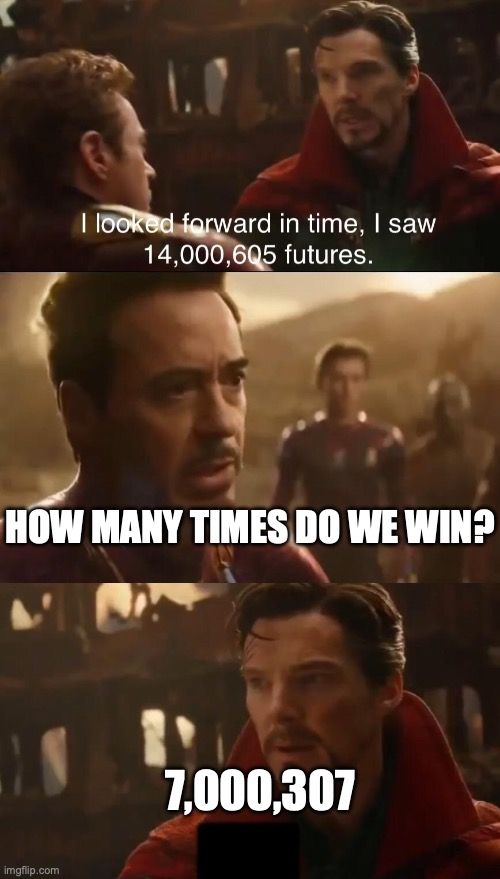 I looked forward in time, I saw
14,000,605 futures.
HOW MANY TIMES DO WE WIN?
7,000,307
imgflip.com